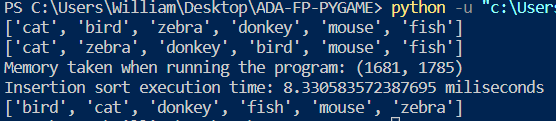 PS C:\Users\William\Desktop\ADA-FP-PYGAME> python -u "c:\Users
['cat', 'bird', 'zebra', 'donkey', 'mouse', 'fish']
['cat', 'zebra', 'donkey', 'bird', 'mouse', 'fish']
Memory taken when running the program: (1681, 1785)
Insertion sort execution time: 8.330583572387695 miliseconds
['bird', 'cat', 'donkey', 'fish', 'mouse', 'zebra']